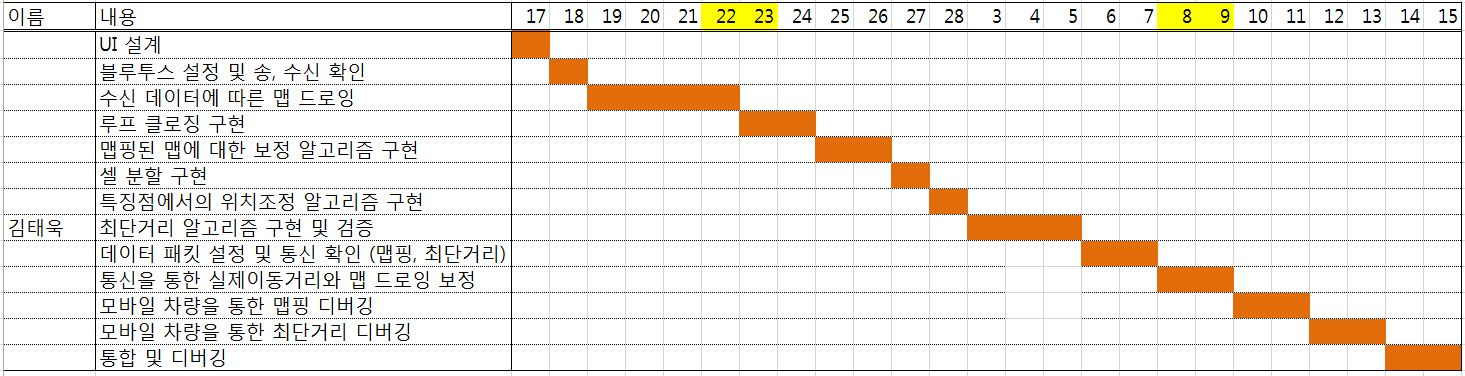 이름 내용 17 18 19 20 21 22 23 24 25 26 27 28 3 4 5 6 7 8 9 10 11 12 13 14 15
UI 설계
블루투스 설정 및 송, 수신 확인
수신 데이터에 따른 맵 드로잉
루프 클로징 구현
맵핑된 맵에 대한 보정 알고리즘 구현
셀 분할 구현
특징점에서의 위치조정 알고리즘 구현
김태욱 최단거리 알고리즘 구현 및 검증
데이터 패킷 설정 및 통신 확인 (맵핑, 최단거리)
통신을 통한 실제이동거리와 맵 드로잉 보정
모바일 차량을 통한 맵핑 디버깅
모바일 차량을 통한 최단거리 디버깅
통합 및 디버깅